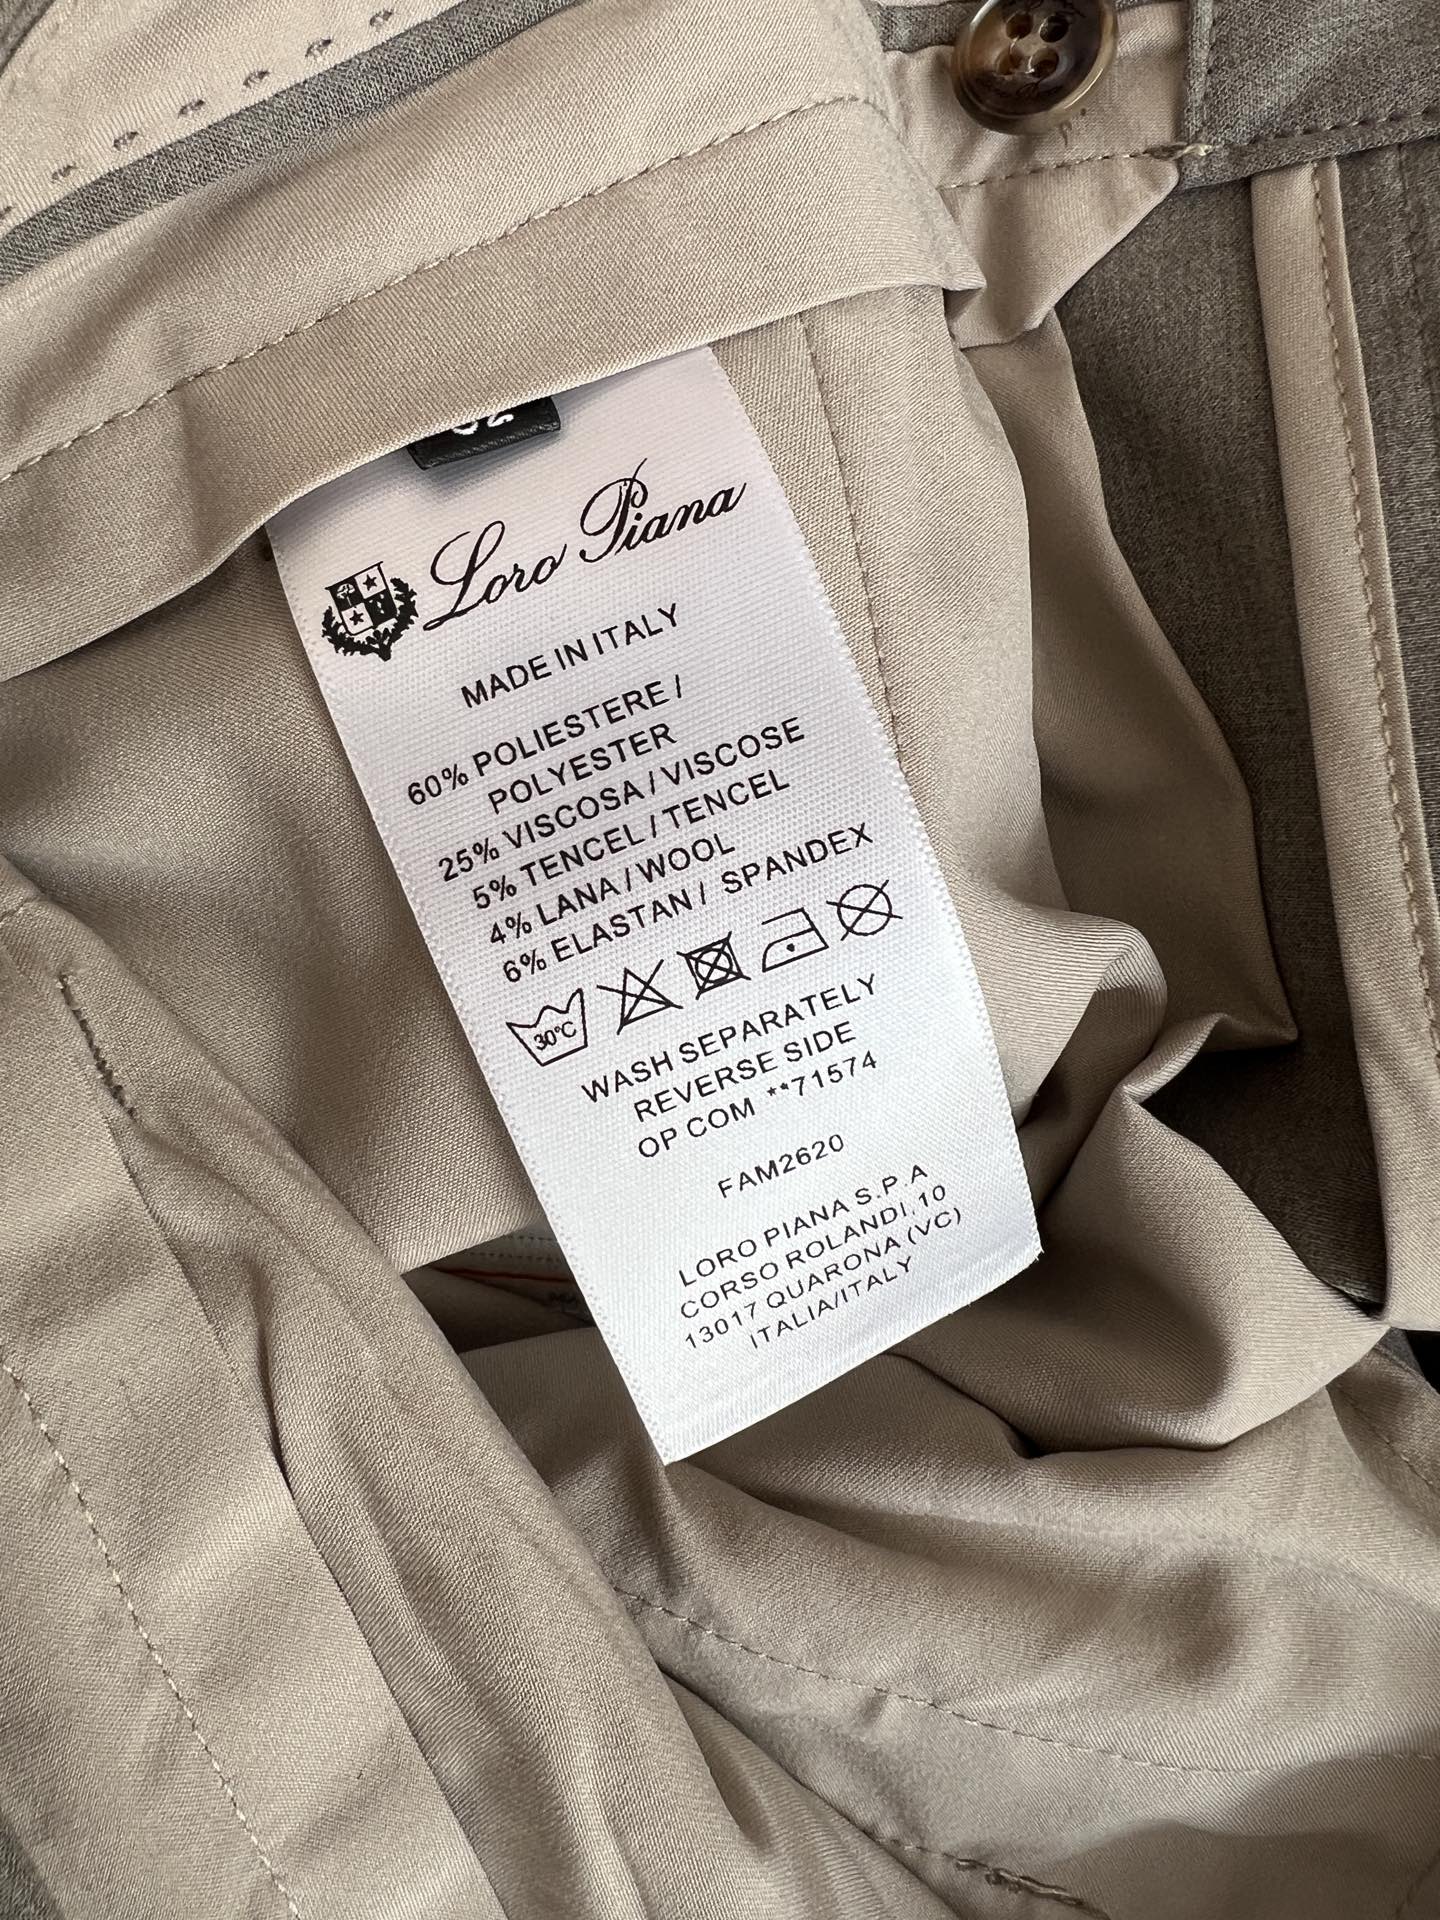 Loro Piana
MADE IN ITALY
60% POLIESTERE /
POLYESTER
25% VISCOSA / VISCOSE
5% TENCEL / TENCEL
4% LANA / WOOL
6% ELASTAN / SPANDEX
30°C
WASH SEPARATELY
REVERSE SIDE
OP COM **71574
FAM2620
LORO PIANA S.P.A
CORSO ROLANDI,10
13017 QUARONA (VC)
ITALIA/ITALY